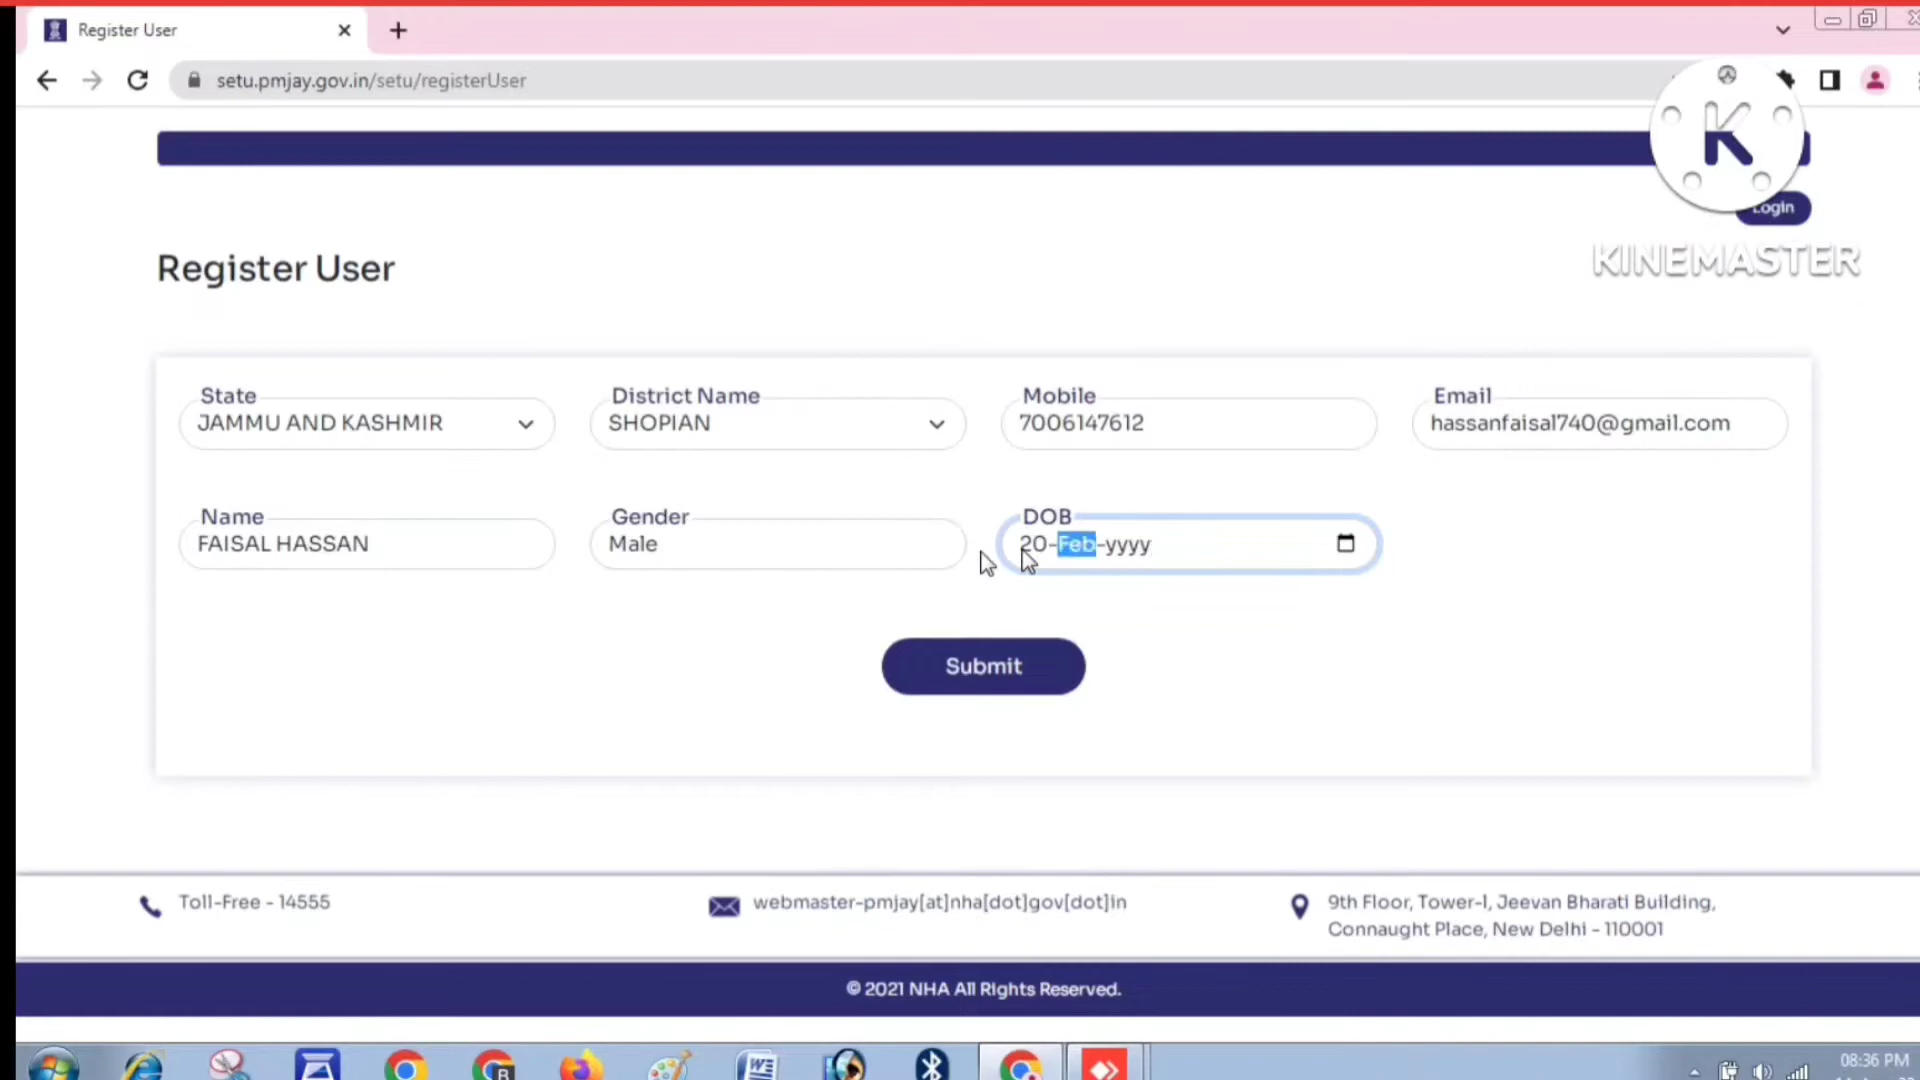 Register User
setu.pmjay.gov.in/setu/registerUser
K
Login
KINEMASTER
Register User
State
JAMMU AND KASHMIR
District Name
SHOPIAN
Mobile
7006147612
Email
hassanfaisal740@gmail.com
Name
FAISAL HASSAN
Gender
Male
DOB
20-Feb-yyyy
Submit
Toll-Free - 14555
webmaster-pmjay[at]nha[dot]gov[dot]in
9th Floor, Tower-l, Jeevan Bharati Building,
Connaught Place, New Delhi - 110001
© 2021 NHA All Rights Reserved.
08:36 PM